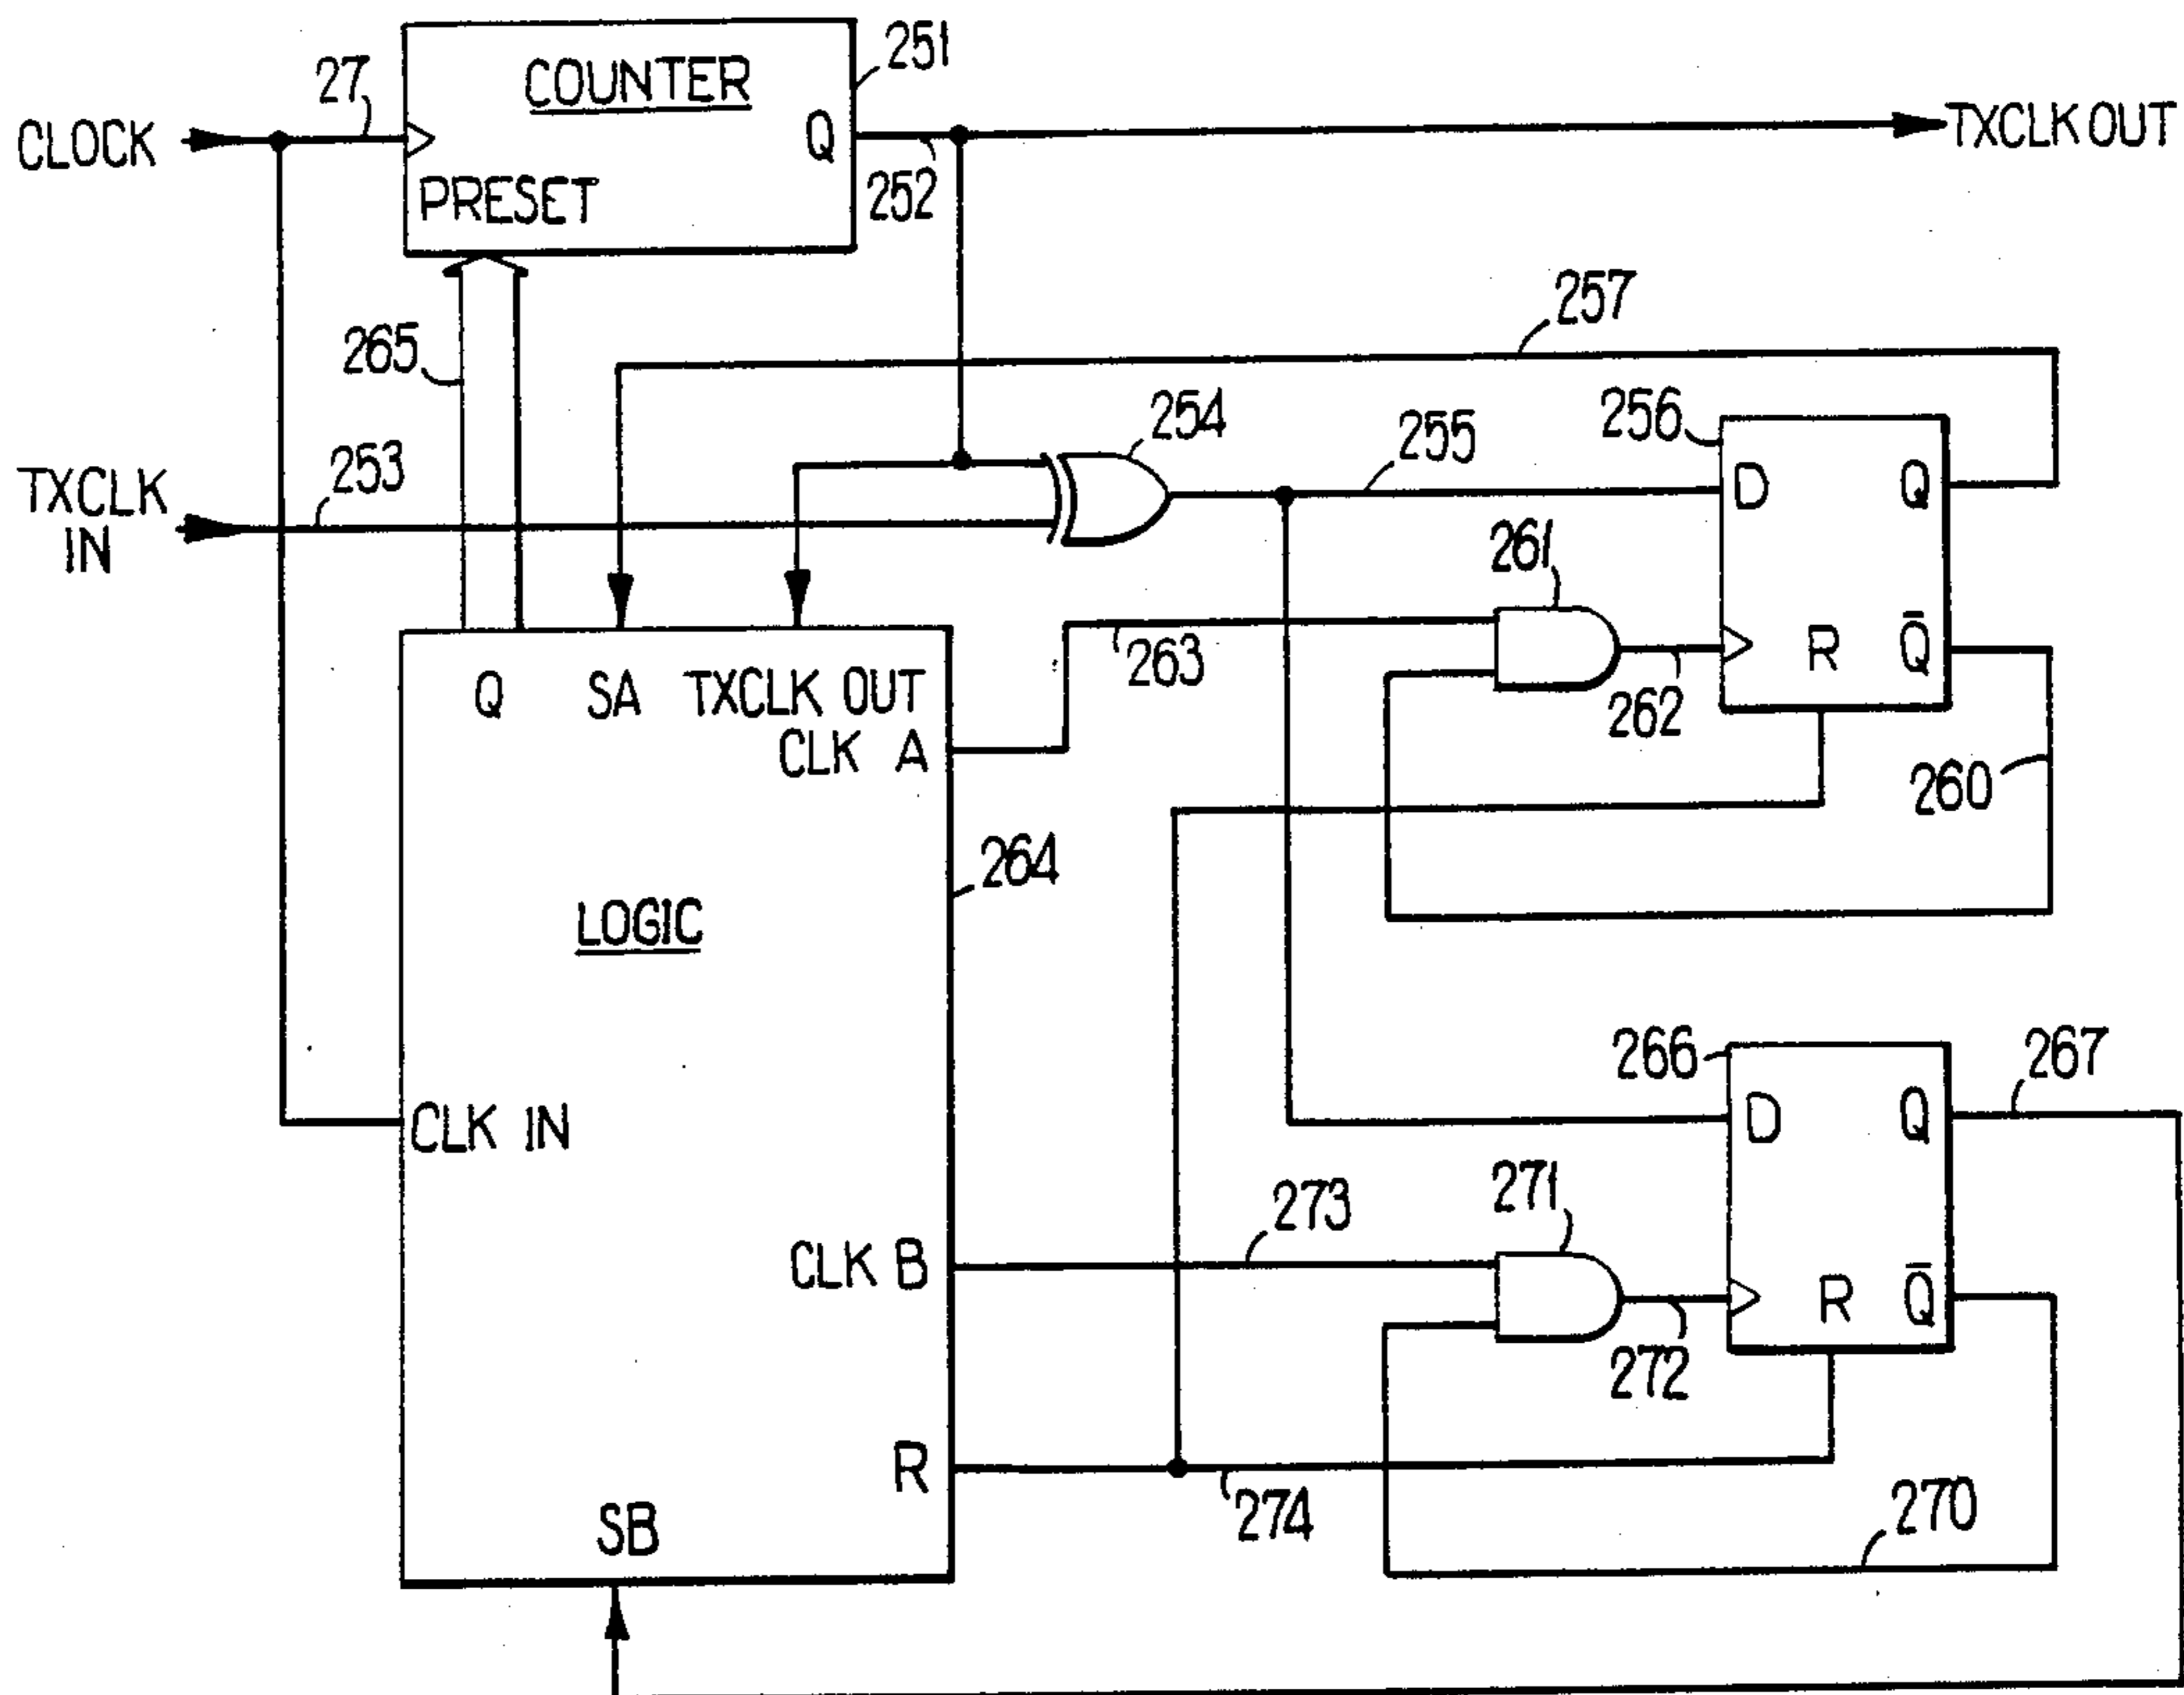 COUNTER
251
27
CLOCK
Q
TXCLK OUT
PRESET
252
257
265
254
256
255
253
TXCLK
IN
D
Q
261
263
262
R
Q̄
Q
SA
TXCLK OUT
CLK A
260
264
LOGIC
266
267
D
Q
CLK IN
271
273
CLK B
R
Q̄
272
R
274
270
SB